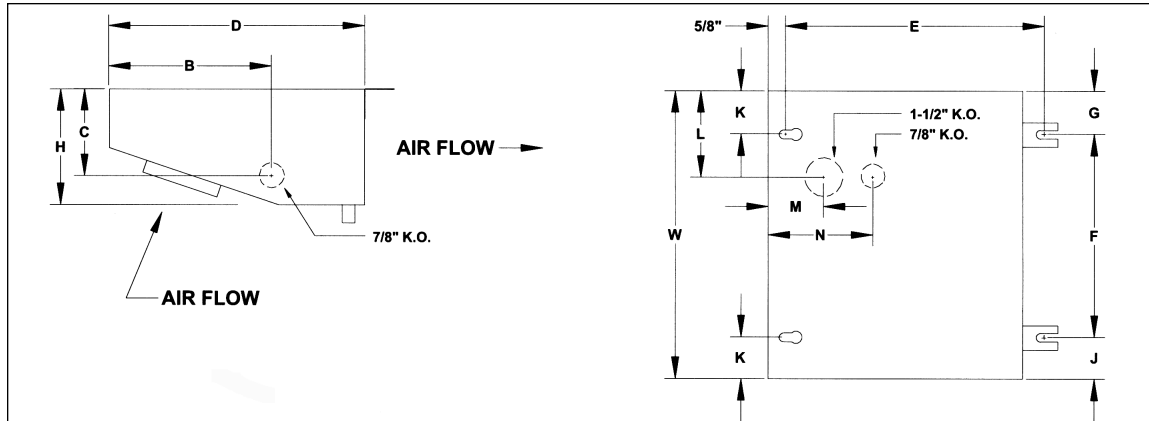 D
B
C
H
AIR FLOW
7/8" K.O.
AIR FLOW
5/8"
E
K
L
G
1-1/2" K.O.
7/8" K.O.
M
N
W
F
K
J